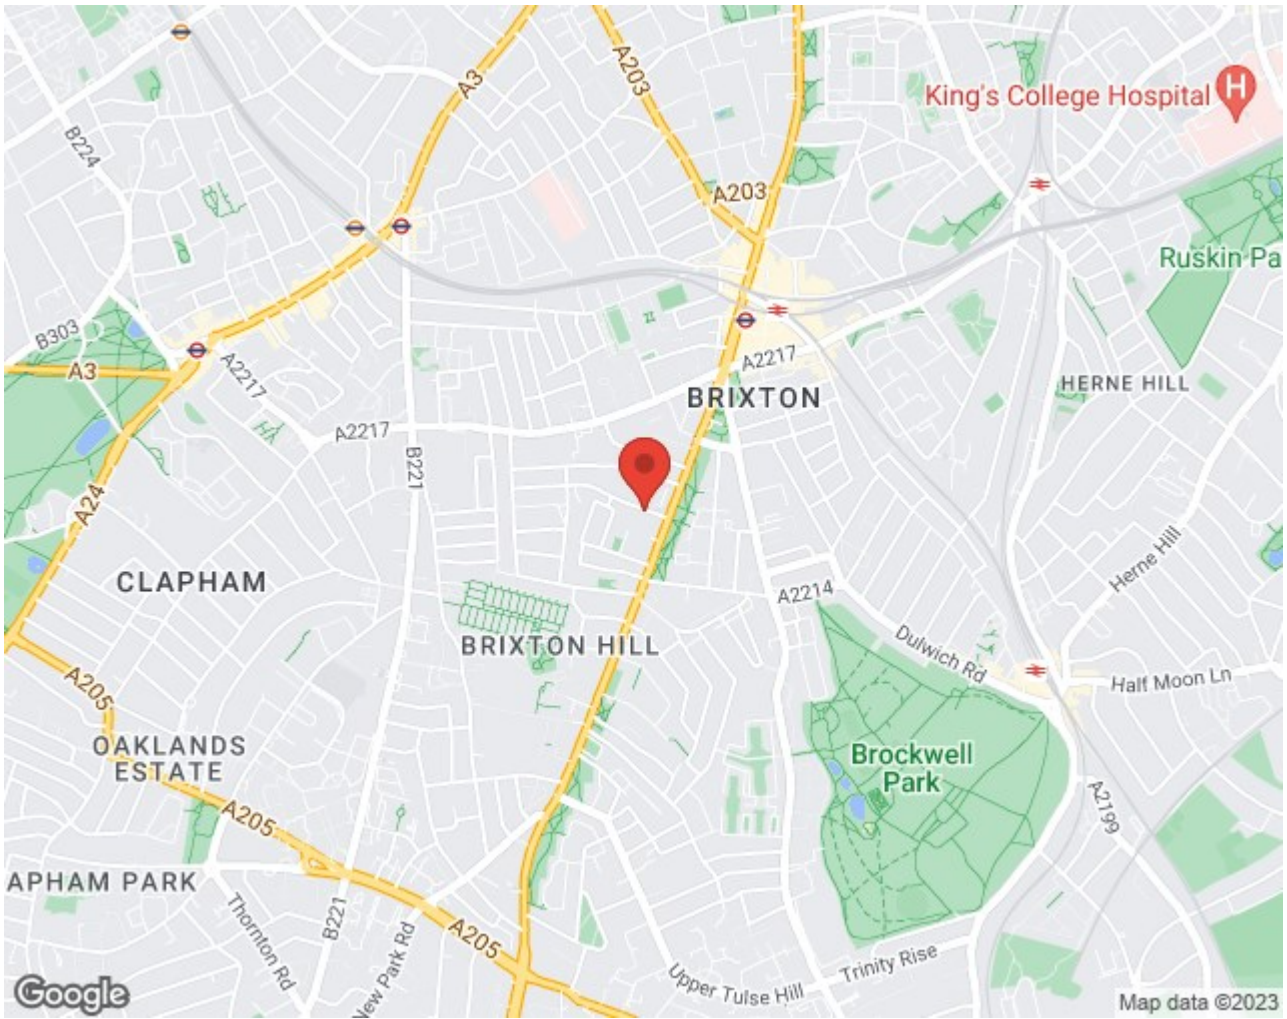 A3
A203
King's College Hospital
H
B224
A203
Ruskin Pa
B303
A3
A2217
A2217
HERNE HILL
BRIXTON
A2217
B221
A24
Herne Hill
CLAPHAM
A2214
BRIXTON HILL
Dulwich Rd
Half Moon Ln
A205
OAKLANDS
ESTATE
Brockwell
Park
A205
A2199
APHAM PARK
Thornton Rd
B221
New Park Rd
A205
Upper Tulse Hill
Trinity Rise
Google
Map data ©2023